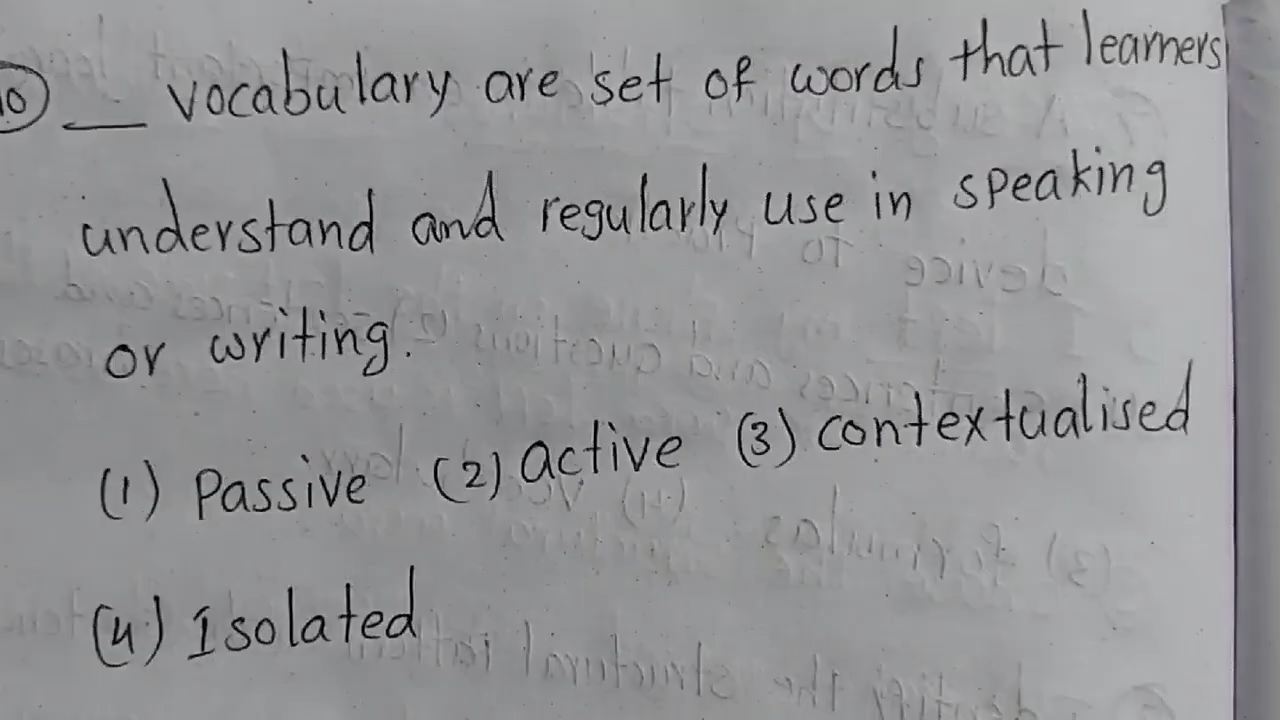 10) __ vocabulary are set of words that learners
understand and regularly use in speaking
or writing.
(1) Passive (2) active (3) contextualised
(4) Isolated